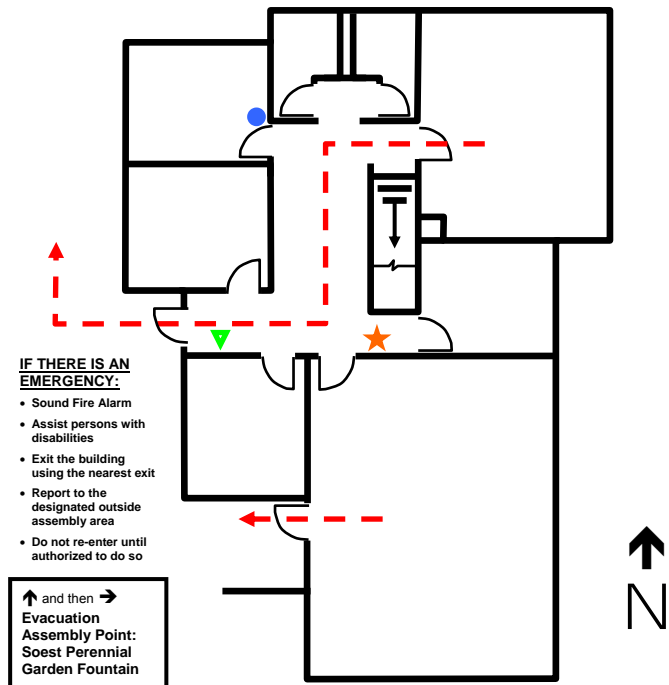 IF THERE IS AN
EMERGENCY:
• Sound Fire Alarm
• Assist persons with
disabilities
• Exit the building
using the nearest exit
• Report to the
designated outside
assembly area
• Do not re-enter until
authorized to do so
↑ and then →
Evacuation
Assembly Point:
Soest Perennial
Garden Fountain
N